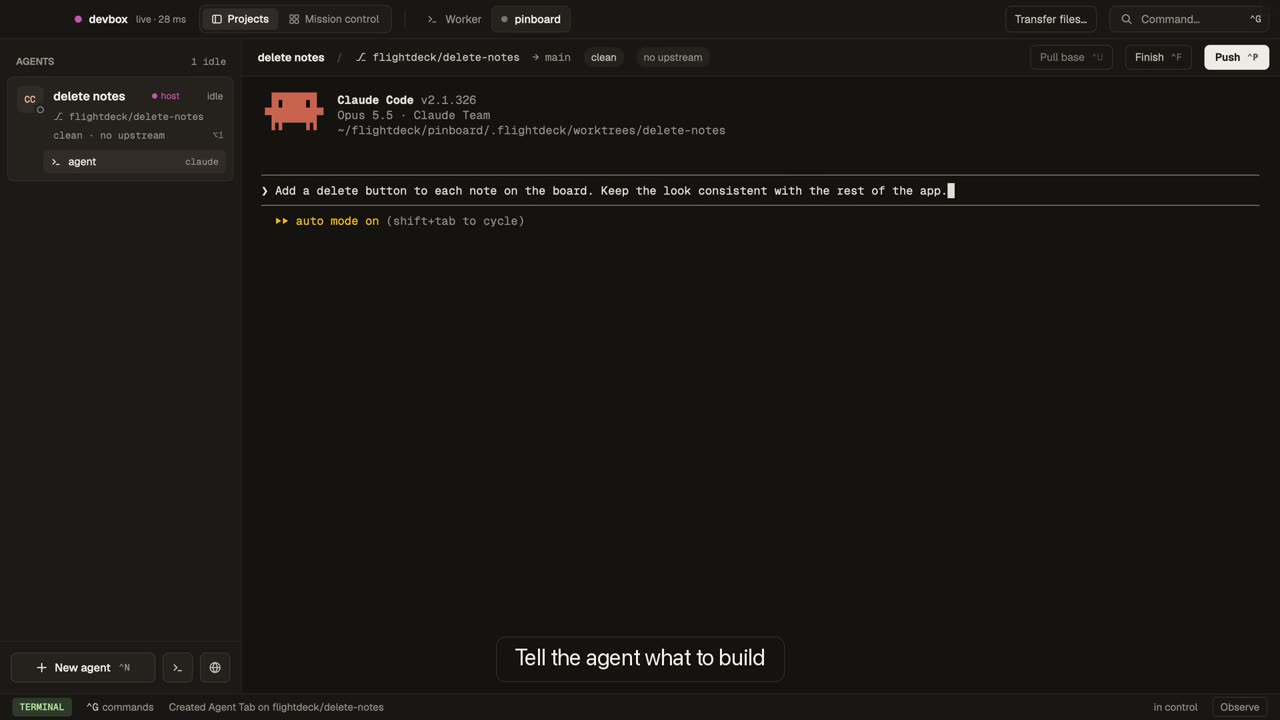 devbox live · 28 ms Projects Mission control Worker pinboard Transfer files... Command... ^G
AGENTS 1 idle
delete notes / flightdeck/delete-notes → main clean no upstream Pull base ^U Finish ^F Push ^P
CC delete notes host idle
flightdeck/delete-notes
clean · no upstream ⌥1
agent claude
Claude Code v2.1.326
Opus 5.5 · Claude Team
~/flightdeck/pinboard/.flightdeck/worktrees/delete-notes
❯ Add a delete button to each note on the board. Keep the look consistent with the rest of the app.
⏵⏵ auto mode on (shift+tab to cycle)
Tell the agent what to build
+ New agent ^N
TERMINAL ^G commands Created Agent Tab on flightdeck/delete-notes in control Observe